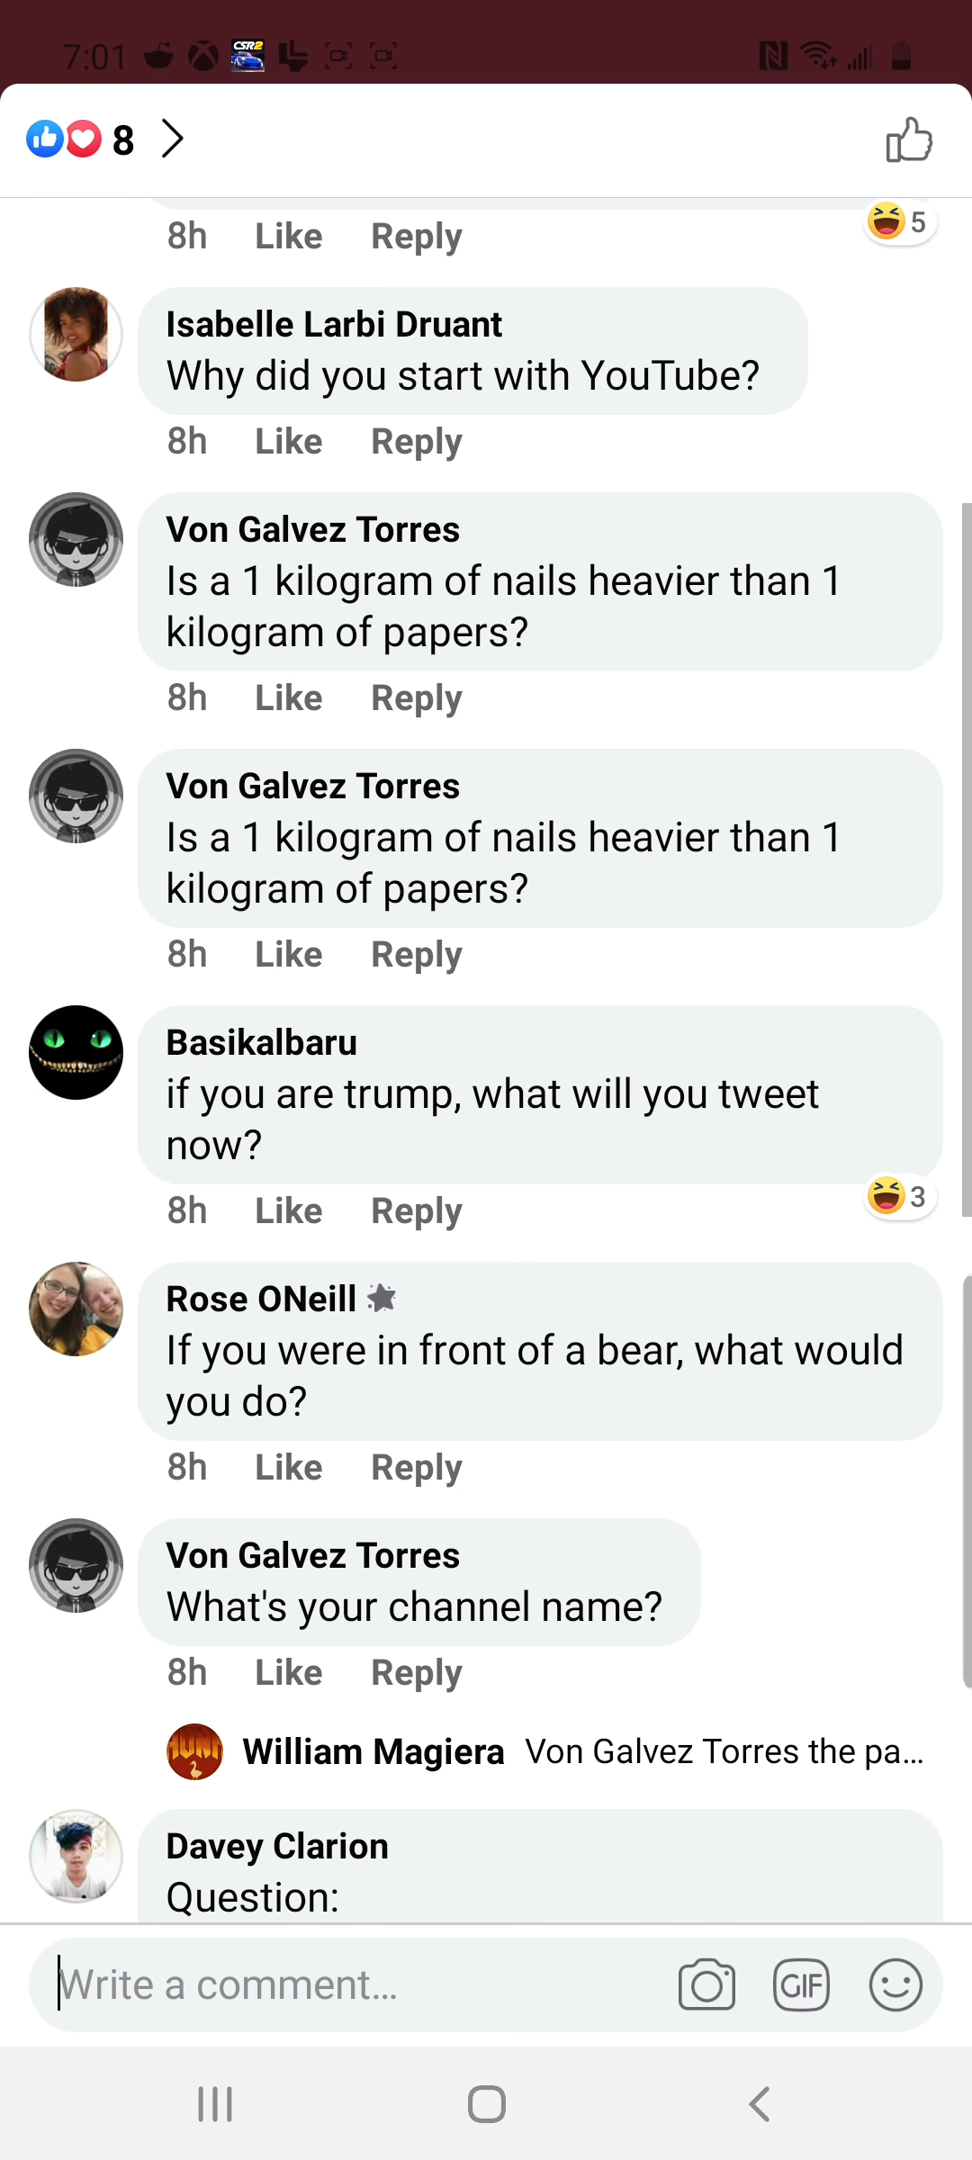 7:01
CSR2
8
8h Like Reply 5
Isabelle Larbi Druant
Why did you start with YouTube?
8h Like Reply
Von Galvez Torres
Is a 1 kilogram of nails heavier than 1
kilogram of papers?
8h Like Reply
Von Galvez Torres
Is a 1 kilogram of nails heavier than 1
kilogram of papers?
8h Like Reply
Basikalbaru
if you are trump, what will you tweet
now?
8h Like Reply 3
Rose ONeill
If you were in front of a bear, what would
you do?
8h Like Reply
Von Galvez Torres
What's your channel name?
8h Like Reply
William Magiera Von Galvez Torres the pa...
Davey Clarion
Question:
Write a comment...
GIF